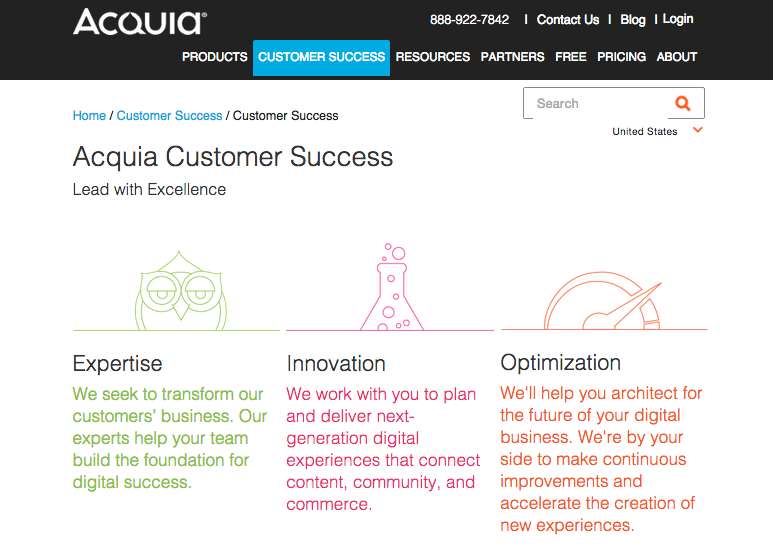 ACQUIA®
888-922-7842 | Contact Us | Blog | Login
PRODUCTS CUSTOMER SUCCESS RESOURCES PARTNERS FREE PRICING ABOUT
Search
Home / Customer Success / Customer Success
United States
Acquia Customer Success
Lead with Excellence
Expertise
We seek to transform our
customers' business. Our
experts help your team
build the foundation for
digital success.
Innovation
We work with you to plan
and deliver next-
generation digital
experiences that connect
content, community, and
commerce.
Optimization
We'll help you architect for
the future of your digital
business. We're by your
side to make continuous
improvements and
accelerate the creation of
new experiences.